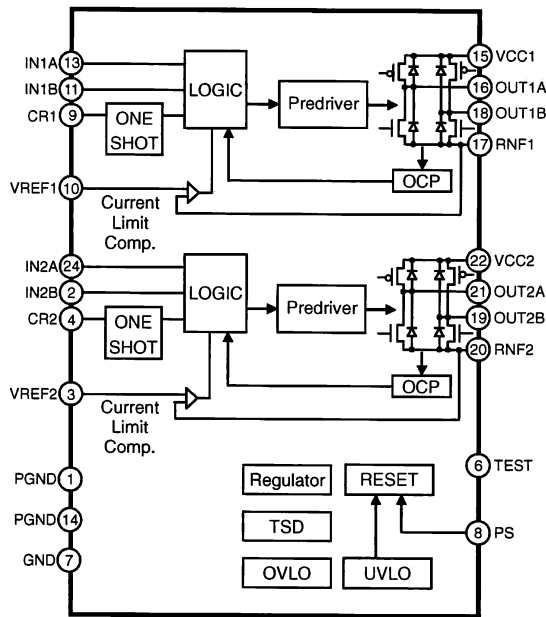 IN1A 13
IN1B 11
CR1 9
ONE
SHOT
LOGIC
Predriver
15 VCC1
16 OUT1A
18 OUT1B
17 RNF1
OCP
VREF1 10
Current
Limit
Comp.
IN2A 24
IN2B 2
CR2 4
ONE
SHOT
LOGIC
Predriver
22 VCC2
21 OUT2A
19 OUT2B
20 RNF2
OCP
VREF2 3
Current
Limit
Comp.
PGND 1
PGND 14
GND 7
Regulator
RESET
TSD
OVLO
UVLO
6 TEST
8 PS